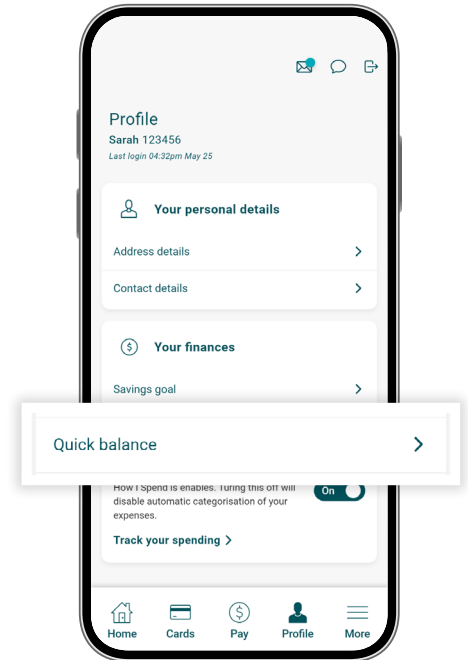 Profile
Sarah 123456
Last login 04:32pm May 25
Your personal details
Address details
Contact details
Your finances
Savings goal
Quick balance
How I Spend is enables. Turing this off will
disable automatic categorisation of your
expenses.
On
Track your spending
Home
Cards
Pay
Profile
More